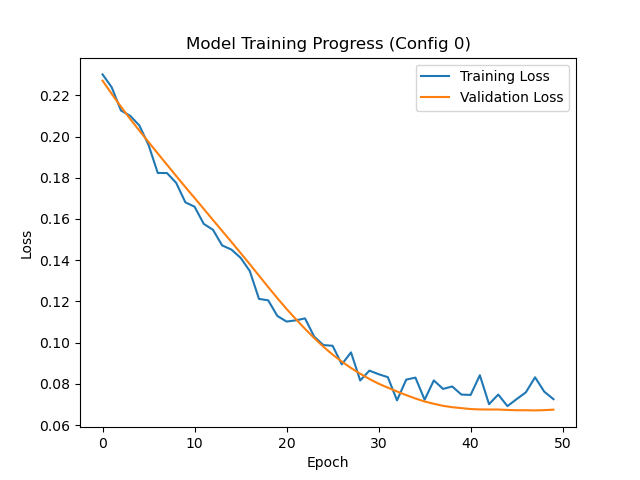 Model Training Progress (Config 0)
Training Loss
Validation Loss
Loss
0.22
0.20
0.18
0.16
0.14
0.12
0.10
0.08
0.06
0 10 20 30 40 50
Epoch